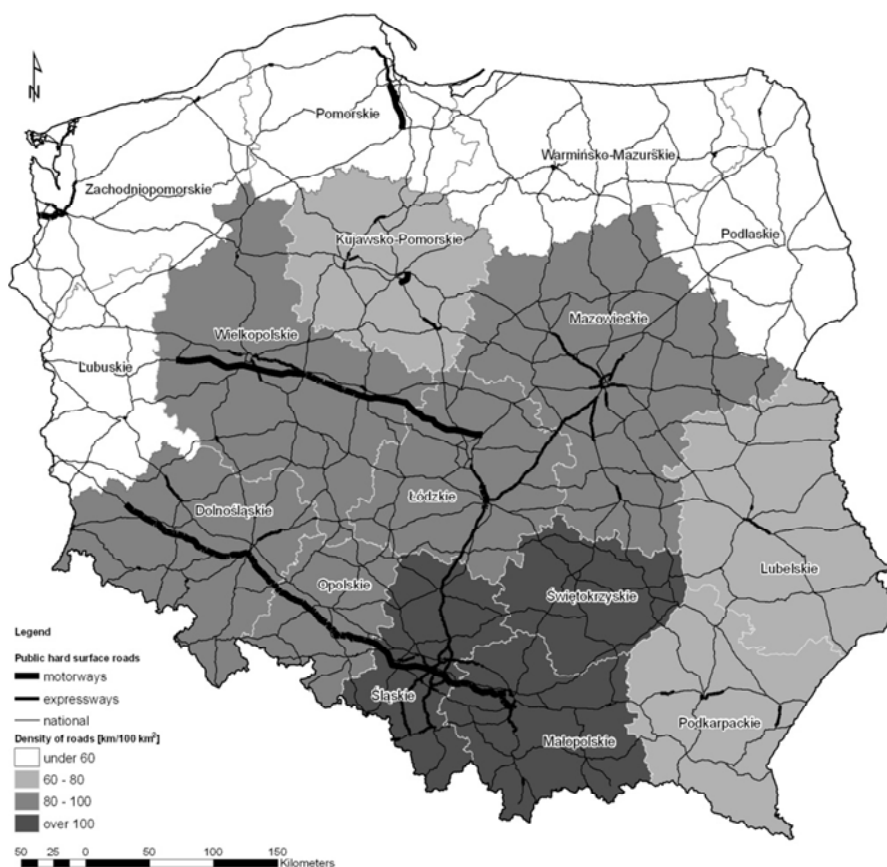 N
Pomorskie
Warmińsko-Mazurskie
Zachodniopomorskie
Podlaskie
Kujawsko-Pomorskie
Mazowieckie
Wielkopolskie
Lubuskie
Łódzkie
Dolnośląskie
Lubelskie
Opolskie
Świętokrzyskie
Śląskie
Podkarpackie
Małopolskie
Legend
Public hard surface roads
motorways
expressways
national
Density of roads [km/100 km²]
under 60
60 - 80
80 - 100
over 100
50 25 0 50 100 150
Kilometers